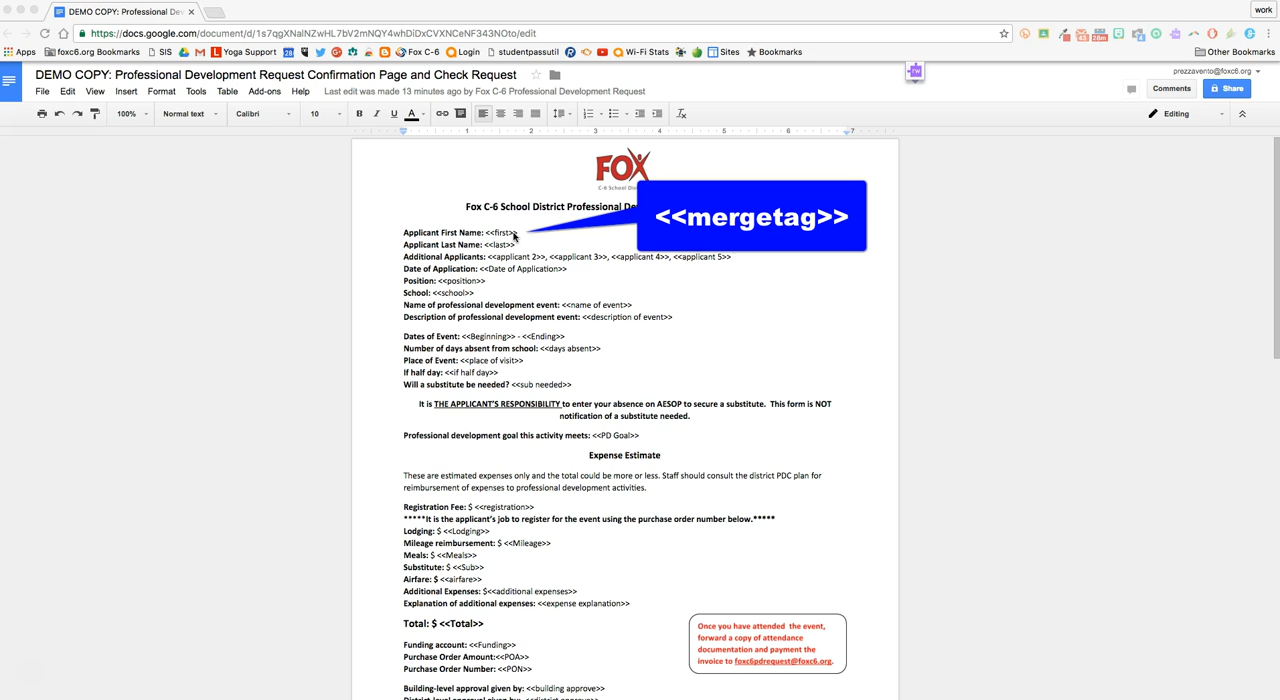 DEMO COPY: Professional Dev
work
https://docs.google.com/document/d/1s7qgXNalNZwHL7bV2mNQY4whDiDxCVXNCeNF343NOto/edit
Apps foxc6.org Bookmarks SIS Yoga Support Fox C-6 Login studentpassutil Wi-Fi Stats Sites Bookmarks Other Bookmarks
DEMO COPY: Professional Development Request Confirmation Page and Check Request
prezzavento@foxc6.org
File Edit View Insert Format Tools Table Add-ons Help Last edit was made 13 minutes ago by Fox C-6 Professional Development Request
Comments Share
100% Normal text Calibri 10 B I U A Editing
1 2 3 4 5 6 7
FOX
C-6 School Di
Fox C-6 School District Professional De
<<mergetag>>
Applicant First Name: <<first>>
Applicant Last Name: <<last>>
Additional Applicants: <<applicant 2>>, <<applicant 3>>, <<applicant 4>>, <<applicant 5>>
Date of Application: <<Date of Application>>
Position: <<position>>
School: <<school>>
Name of professional development event: <<name of event>>
Description of professional development event: <<description of event>>
Dates of Event: <<Beginning>> - <<Ending>>
Number of days absent from school: <<days absent>>
Place of Event: <<place of visit>>
If half day: <<if half day>>
Will a substitute be needed? <<sub needed>>
It is THE APPLICANT'S RESPONSIBILITY to enter your absence on AESOP to secure a substitute. This form is NOT
notification of a substitute needed.
Professional development goal this activity meets: <<PD Goal>>
Expense Estimate
These are estimated expenses only and the total could be more or less. Staff should consult the district PDC plan for
reimbursement of expenses to professional development activities.
Registration Fee: $ <<registration>>
*****It is the applicant's job to register for the event using the purchase order number below.*****
Lodging: $ <<Lodging>>
Mileage reimbursement: $ <<Mileage>>
Meals: $ <<Meals>>
Substitute: $ <<Sub>>
Airfare: $ <<airfare>>
Additional Expenses: $<<additional expenses>>
Explanation of additional expenses: <<expense explanation>>
Total: $ <<Total>>
Once you have attended the event,
forward a copy of attendance
documentation and payment the
invoice to foxc6pdrequest@foxc6.org.
Funding account: <<Funding>>
Purchase Order Amount:<<POA>>
Purchase Order Number: <<PON>>
Building-level approval given by: <<building approve>>